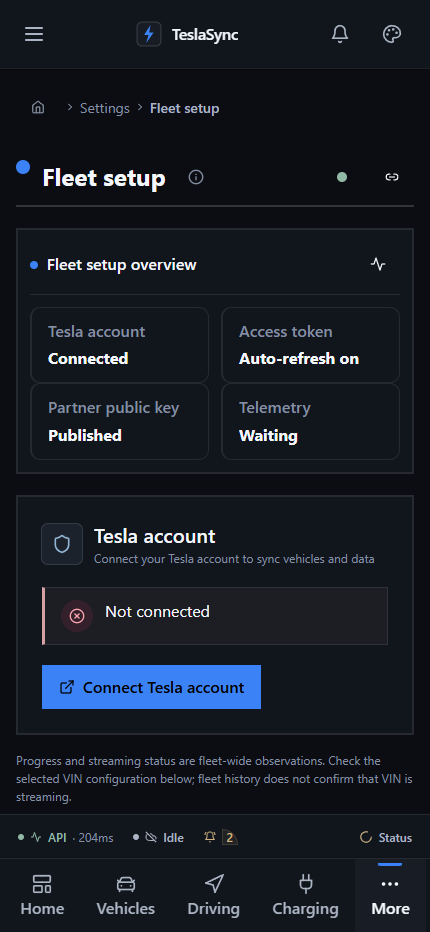 TeslaSync
Settings
Fleet setup
Fleet setup
Fleet setup overview
Tesla account
Connected
Access token
Auto-refresh on
Partner public key
Published
Telemetry
Waiting
Tesla account
Connect your Tesla account to sync vehicles and data
Not connected
Connect Tesla account
Progress and streaming status are fleet-wide observations. Check the
selected VIN configuration below; fleet history does not confirm that VIN is
streaming.
API · 204ms
Idle
2
Status
Home
Vehicles
Driving
Charging
More